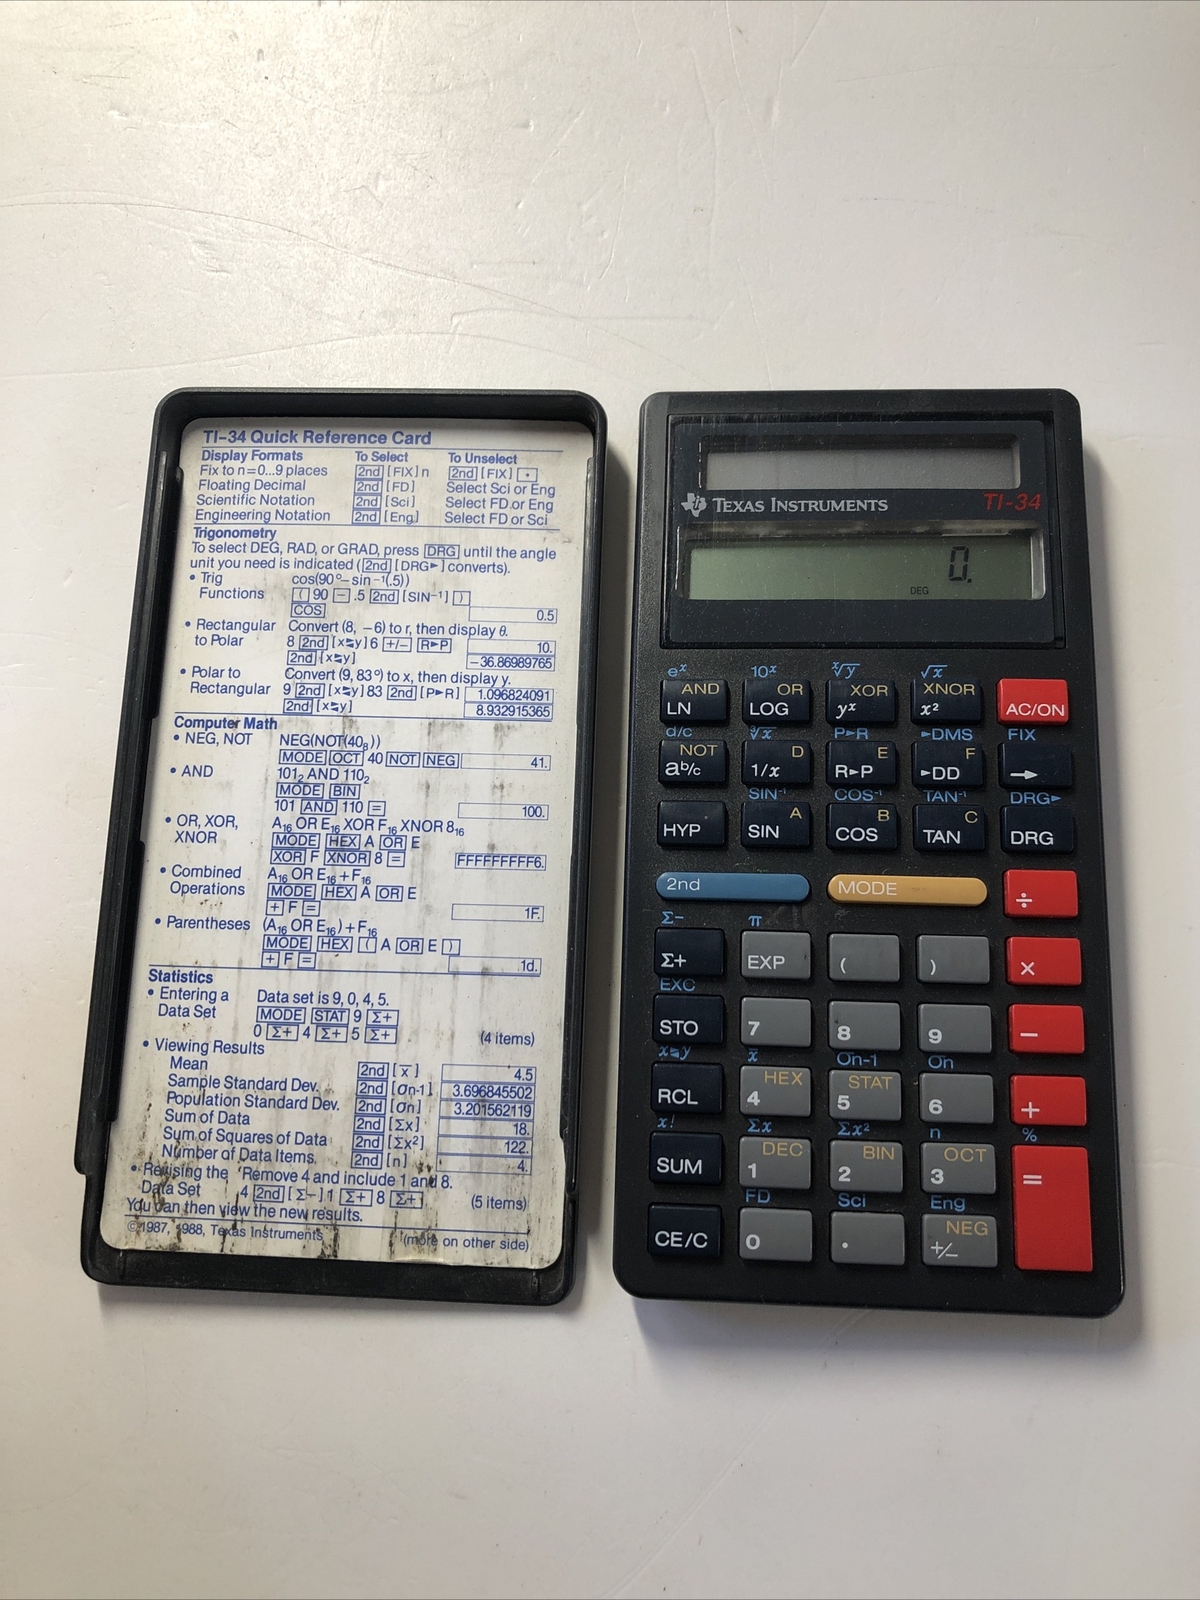 TI-34 Quick Reference Card
Display Formats To Select To Unselect
Fix to n=0...9 places 2nd [FIX] n 2nd [FIX] •
Floating Decimal 2nd [FD] Select Sci or Eng
Scientific Notation 2nd [Sci] Select FD or Eng
Engineering Notation 2nd [Eng] Select FD or Sci
Trigonometry
To select DEG, RAD, or GRAD, press DRG until the angle
unit you need is indicated (2nd [DRG►] converts).
• Trig cos(90°–sin⁻¹(.5))
Functions ( 90 – .5 2nd [SIN⁻¹] )
COS 0.5
• Rectangular Convert (8, –6) to r, then display θ.
to Polar 8 2nd [x⇆y] 6 +/– R►P 10.
2nd [x⇆y] –36.86989765
• Polar to Convert (9, 83°) to x, then display y.
Rectangular 9 2nd [x⇆y] 83 2nd [P►R] 1.096824091
2nd [x⇆y] 8.932915365
Computer Math
• NEG, NOT NEG(NOT(40₈))
MODE OCT 40 NOT NEG 41.
• AND 101₂ AND 110₂
MODE BIN
101 AND 110 = 100.
• OR, XOR, A₁₆ OR E₁₆ XOR F₁₆ XNOR 8₁₆
XNOR MODE HEX A OR E
XOR F XNOR 8 = FFFFFFFFF6.
• Combined A₁₆ OR E₁₆ + F₁₆
Operations MODE HEX A OR E
+ F = 1F.
• Parentheses (A₁₆ OR E₁₆) + F₁₆
MODE HEX ( A OR E )
+ F = 1d.
Statistics
• Entering a Data set is 9, 0, 4, 5.
Data Set MODE STAT 9 Σ+
0 Σ+ 4 Σ+ 5 Σ+ (4 items)
• Viewing Results
Mean 2nd [x̄] 4.5
Sample Standard Dev. 2nd [σn-1] 3.696845502
Population Standard Dev. 2nd [σn] 3.201562119
Sum of Data 2nd [Σx] 18.
Sum of Squares of Data 2nd [Σx²] 122.
Number of Data Items 2nd [n] 4.
• Revising the Remove 4 and include 1 and 8.
Data Set 4 2nd [Σ–] 1 Σ+ 8 Σ+ (5 items)
You can then view the new results.
© 1987, 1988, Texas Instruments (more on other side)
TEXAS INSTRUMENTS TI-34
0.
DEG
eˣ 10ˣ ˣ√y √x
AND OR XOR XNOR
LN LOG yˣ x² AC/ON
d/c ³√x P►R ►DMS FIX
NOT D E F
ab/c 1/x R►P ►DD →
SIN⁻¹ COS⁻¹ TAN⁻¹ DRG►
A B C
HYP SIN COS TAN DRG
2nd MODE ÷
Σ– π
Σ+ EXP ( ) ×
EXC
STO 7 8 9 –
x⇆y x̄ σn-1 σn
HEX STAT
RCL 4 5 6 +
x! Σx Σx² n %
DEC BIN OCT
SUM 1 2 3 =
FD Sci Eng
NEG
CE/C 0 . +/–